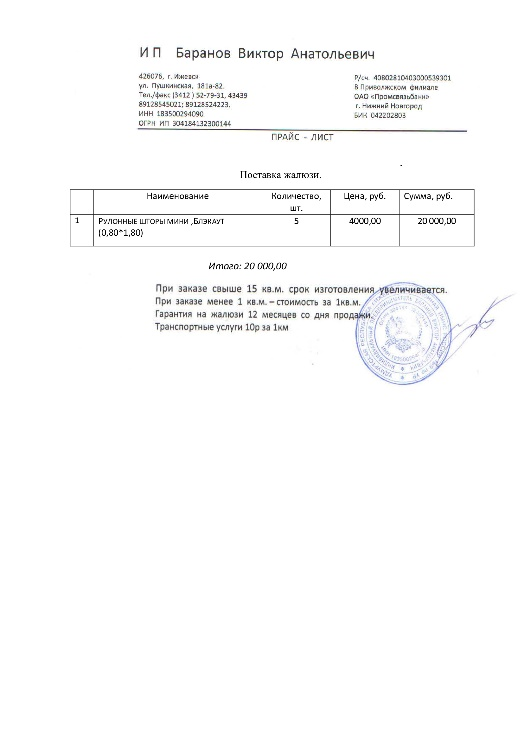 ИП Баранов Виктор Анатольевич
426076, г. Ижевск
ул. Пушкинская, 181а-82.
Тел./факс (3412 ) 52-79-31, 43439
89128545021; 89128524223.
ИНН 183500294090
ОГРН ИП 304184132300144
Р/сч. 40802810403000539301
В Приволжском филиале
ОАО «Промсвязьбанк»
г. Нижний Новгород
БИК 042202803
ПРАЙС - ЛИСТ
Поставка жалюзи.
Наименование Количество, шт. Цена, руб. Сумма, руб.
1 РУЛОННЫЕ ШТОРЫ МИНИ ,БЛЭКАУТ 5 4000,00 20 000,00
(0,80*1,80)
Итого: 20 000,00
При заказе свыше 15 кв.м. срок изготовления увеличивается.
При заказе менее 1 кв.м. – стоимость за 1кв.м.
Гарантия на жалюзи 12 месяцев со дня продажи.
Транспортные услуги 10р за 1км